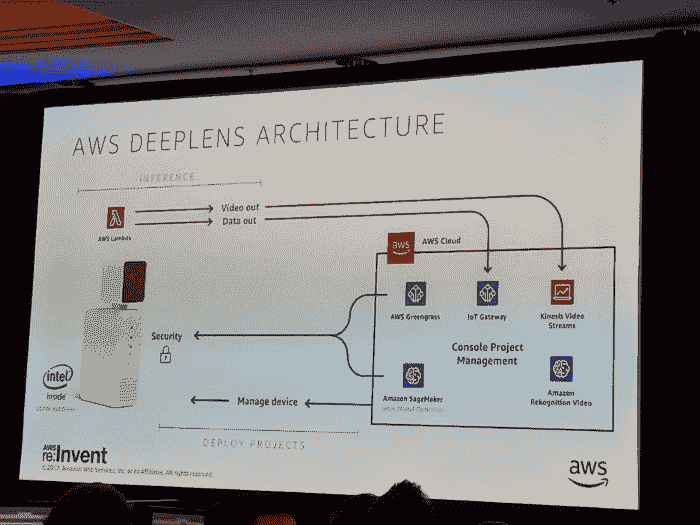 AWS DEEPLENS ARCHITECTURE
INFERENCE
AWS Lambda
Video out
Data out
aws
AWS Cloud
AWS Greengrass
IoT Gateway
Kinesis Video
Streams
Console Project
Management
Security
Amazon SageMaker
Amazon
Rekognition Video
intel
inside
Manage device
DEPLOY PROJECTS
AWS
re:Invent
© 2017, Amazon Web Services, Inc. or its Affiliates. All rights reserved.
aws